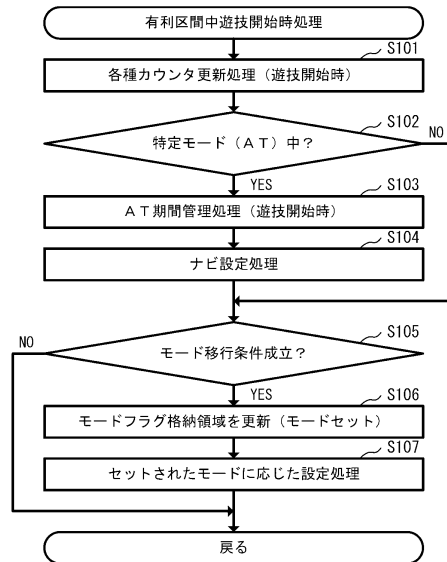 有利区間中遊技開始時処理
S101
各種カウンタ更新処理（遊技開始時）
S102
特定モード（ＡＴ）中？
NO
YES
S103
ＡＴ期間管理処理（遊技開始時）
S104
ナビ設定処理
S105
NO
モード移行条件成立？
YES
S106
モードフラグ格納領域を更新（モードセット）
S107
セットされたモードに応じた設定処理
戻る